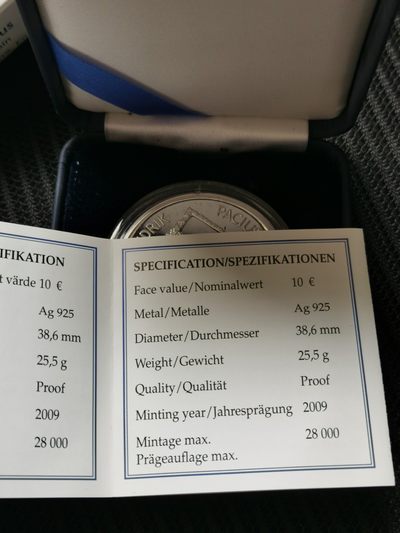 DRIK PACIUS
IFIKATION
t värde 10 €
Ag 925
38,6 mm
25,5 g
Proof
2009
28 000
SPECIFICATION/SPEZIFIKATIONEN
Face value/Nominalwert 10 €
Metal/Metalle Ag 925
Diameter/Durchmesser 38,6 mm
Weight/Gewicht 25,5 g
Quality/Qualität Proof
Minting year/Jahresprägung 2009
Mintage max. 28 000
Prägeauflage max.